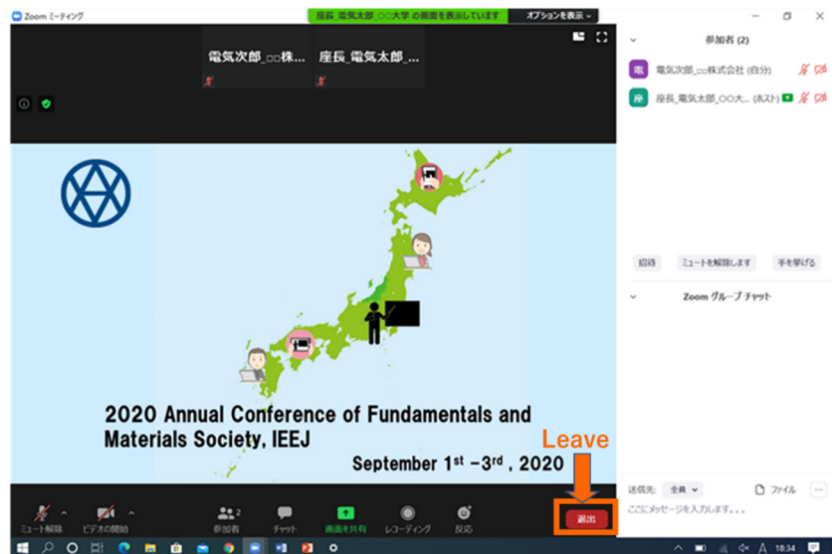 Zoom ミーティング
座長_電気太郎_○○大学 の画面を表示しています
オプションを表示
電気次郎_□□株...
座長_電気太郎_...
参加者 (2)
電
電気次郎_□□株式会社 (自分)
座
座長_電気太郎_○○大... (ホスト)
2020 Annual Conference of Fundamentals and
Materials Society, IEEJ
September 1st -3rd , 2020
Leave
招待
ミュートを解除します
手を挙げる
Zoom グループ チャット
送信先:
全員
ファイル
ここにメッセージを入力します。。。
ミュート解除
ビデオの開始
2
参加者
チャット
画面を共有
レコーディング
反応
退出
A
18:34